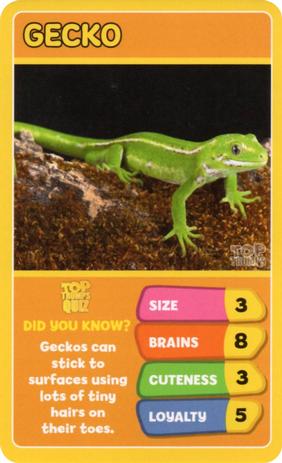 GECKO
TOP
TRUMPS
TOP
TRUMPS
QUIZ
DID YOU KNOW?
Geckos can
stick to
surfaces using
lots of tiny
hairs on
their toes.
SIZE 3
BRAINS 8
CUTENESS 3
LOYALTY 5